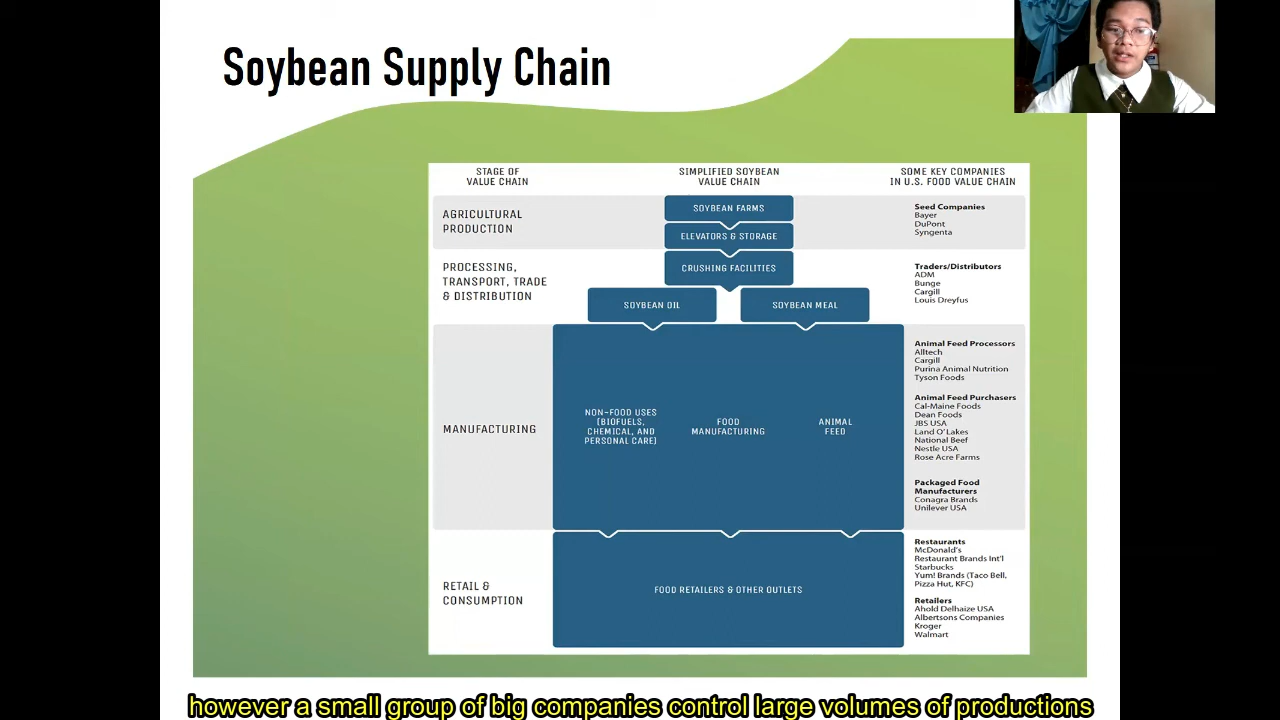 Soybean Supply Chain
STAGE OF
VALUE CHAIN
SIMPLIFIED SOYBEAN
VALUE CHAIN
SOME KEY COMPANIES
IN U.S. FOOD VALUE CHAIN
AGRICULTURAL
PRODUCTION
SOYBEAN FARMS
ELEVATORS & STORAGE
Seed Companies
Bayer
DuPont
Syngenta
PROCESSING,
TRANSPORT, TRADE
& DISTRIBUTION
CRUSHING FACILITIES
SOYBEAN OIL
SOYBEAN MEAL
Traders/Distributors
ADM
Bunge
Cargill
Louis Dreyfus
MANUFACTURING
NON-FOOD USES
(BIOFUELS,
CHEMICAL, AND
PERSONAL CARE)
FOOD
MANUFACTURING
ANIMAL
FEED
Animal Feed Processors
Alltech
Cargill
Purina Animal Nutrition
Tyson Foods
Animal Feed Purchasers
Cal-Maine Foods
Dean Foods
JBS USA
Land O'Lakes
National Beef
Nestle USA
Rose Acre Farms
Packaged Food
Manufacturers
Conagra Brands
Unilever USA
RETAIL &
CONSUMPTION
FOOD RETAILERS & OTHER OUTLETS
Restaurants
McDonald's
Restaurant Brands Int'l
Starbucks
Yum! Brands (Taco Bell,
Pizza Hut, KFC)
Retailers
Ahold Delhaize USA
Albertsons Companies
Kroger
Walmart
however a small group of big companies control large volumes of productions